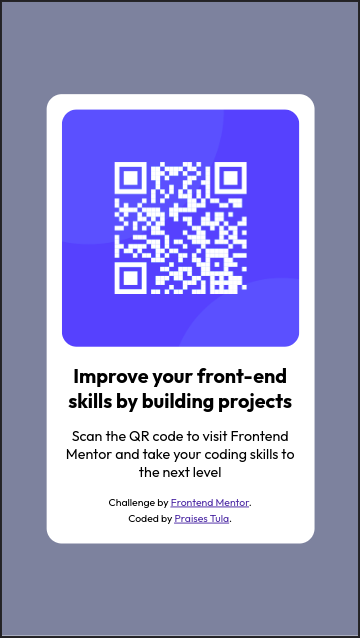 Improve your front-end
skills by building projects
Scan the QR code to visit Frontend
Mentor and take your coding skills to
the next level
Challenge by Frontend Mentor.
Coded by Praises Tula.